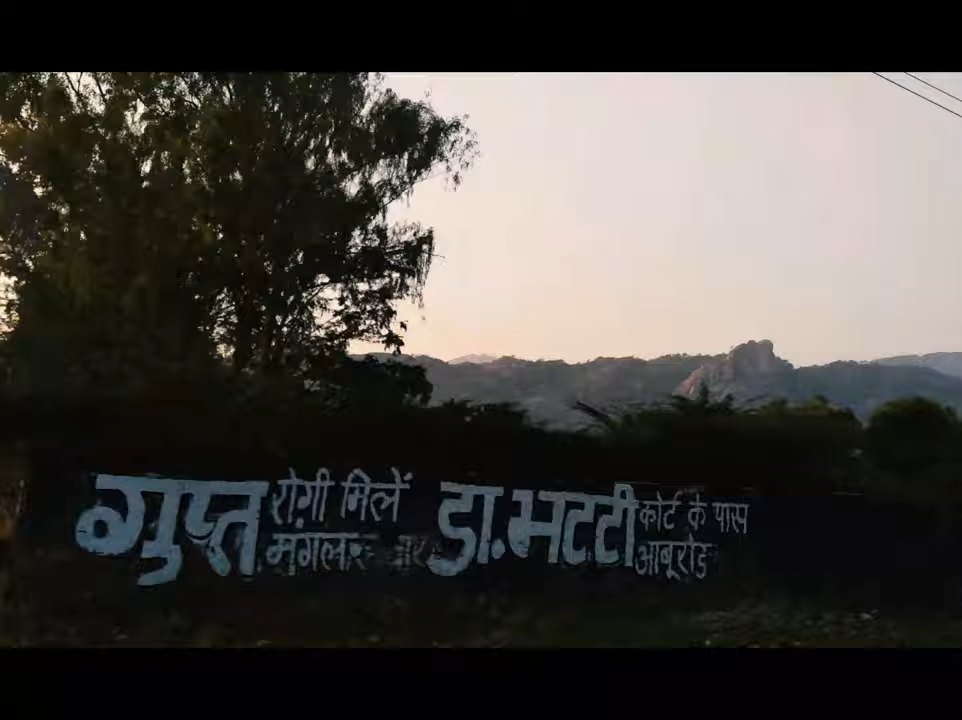 गुप्त रोगी मिलें डा. भट्टी कोर्ट के पास
आबूरोड